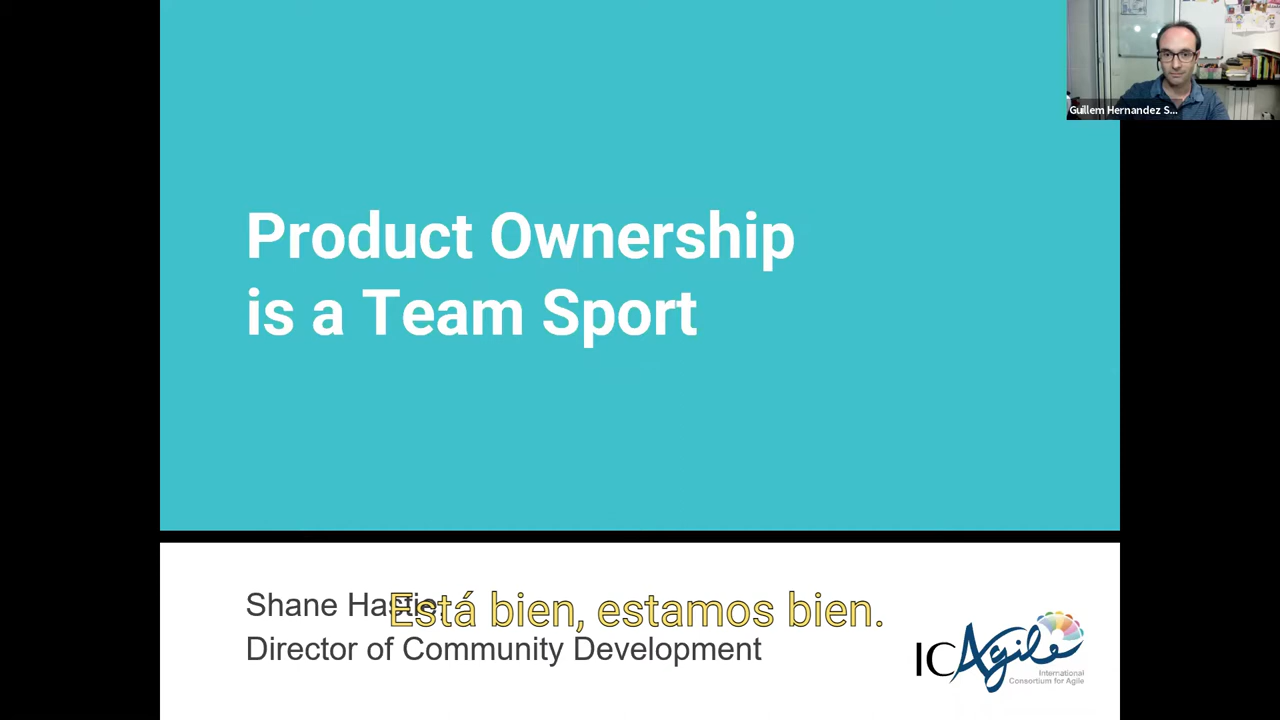 Guillem Hernandez S...
Product Ownership
is a Team Sport
Shane Hastie,
Está bien, estamos bien.
Director of Community Development
ICAgile
International
Consortium for Agile